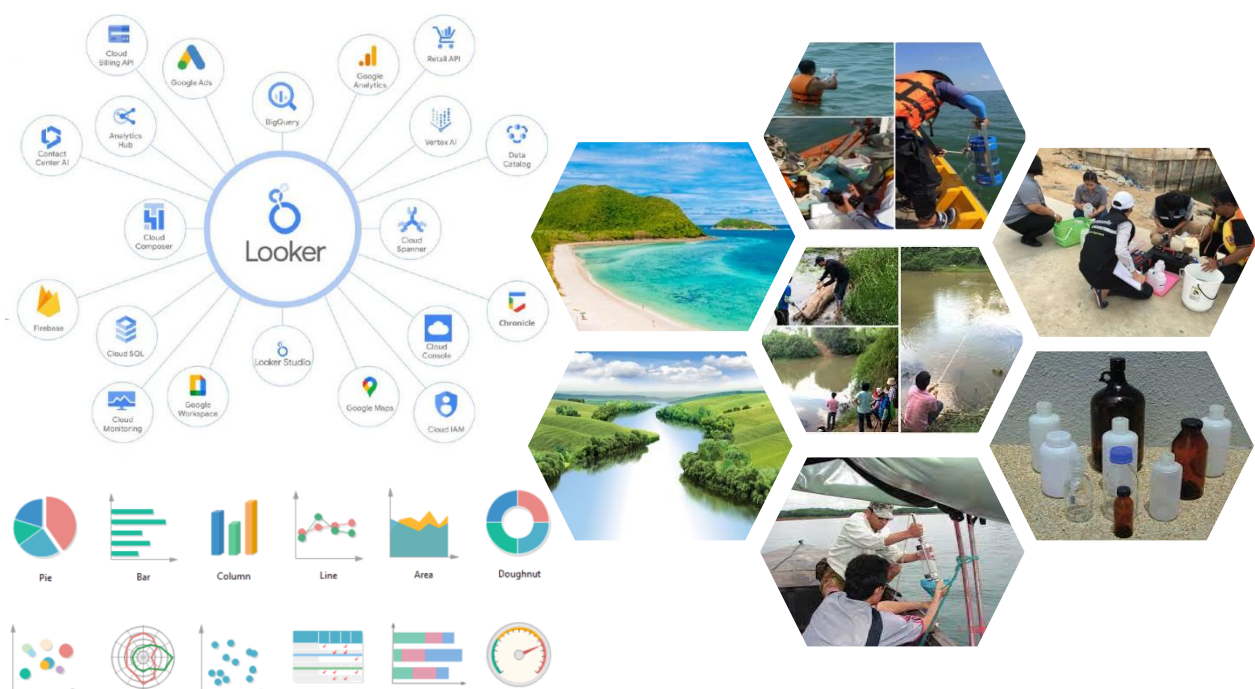 Cloud
Billing API
Google Ads
Google
Analytics
Retail API
BigQuery
Analytics
Hub
Vertex AI
Contact
Center AI
Data
Catalog
Cloud
Composer
Looker
Cloud
Spanner
Firebase
Cloud SQL
Looker Studio
Cloud
Console
Chronicle
Cloud
Monitoring
Google
Workspace
Google Maps
Cloud IAM
Pie
Bar
Column
Line
Area
Doughnut